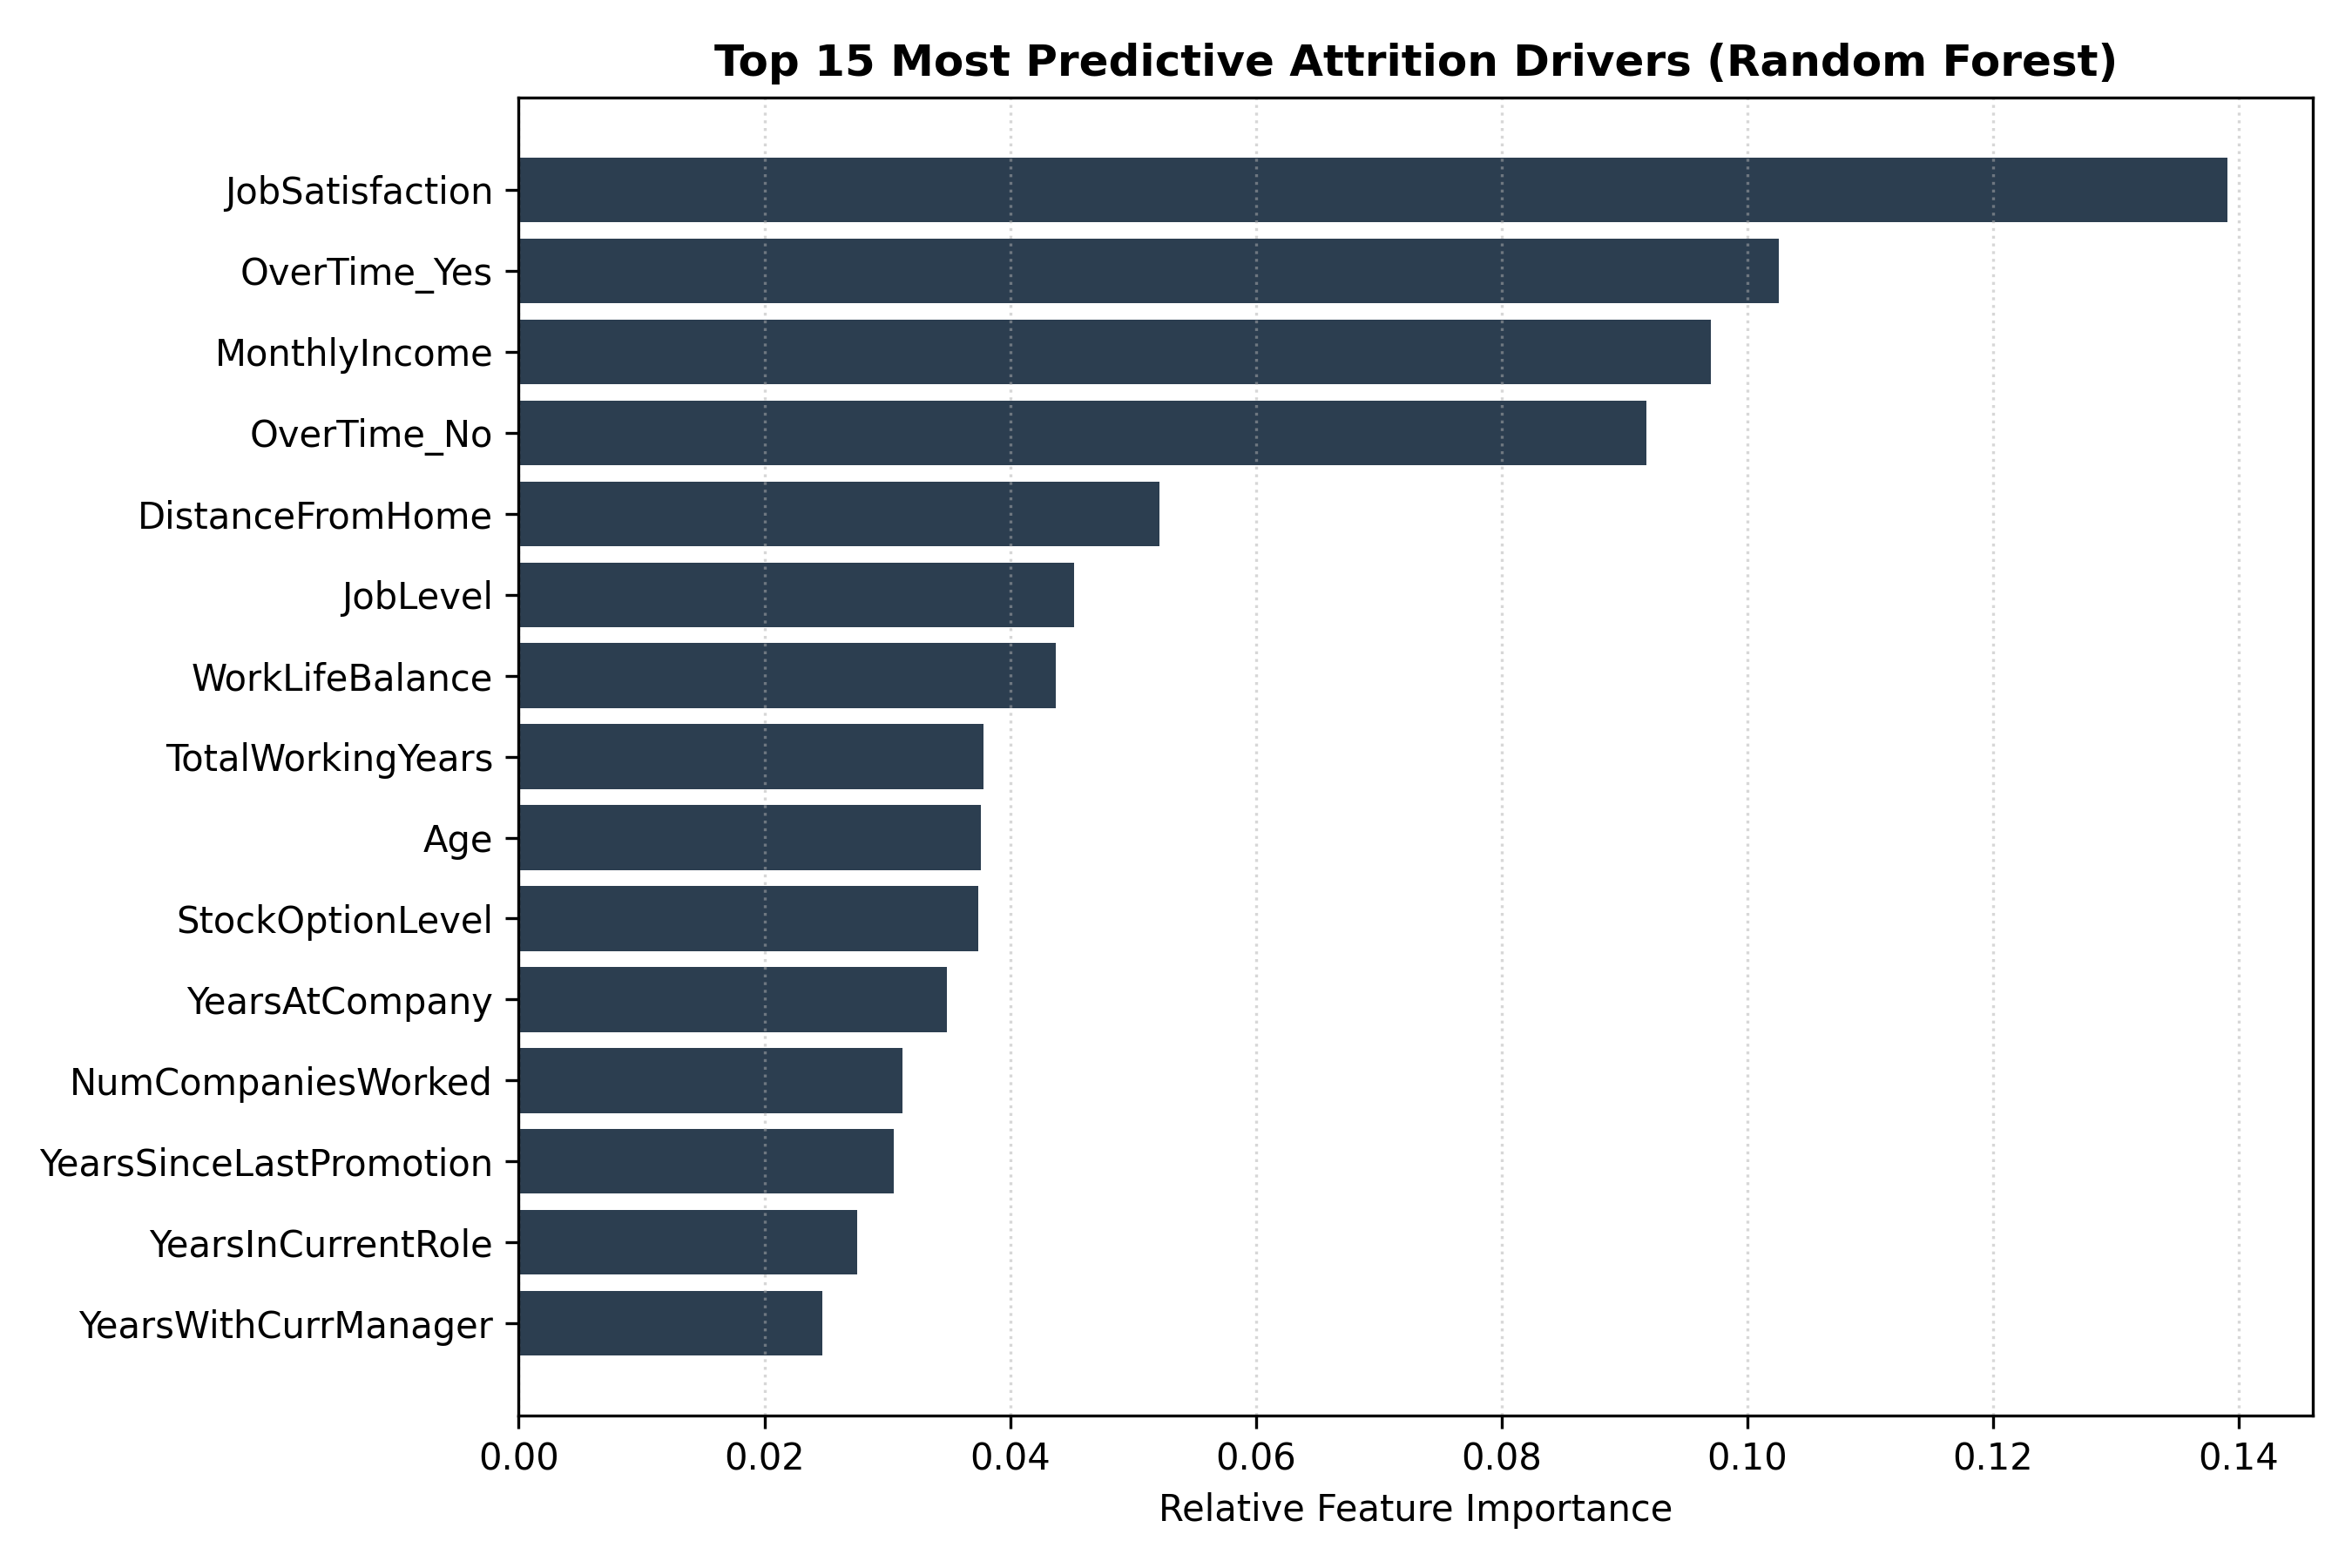 Top 15 Most Predictive Attrition Drivers (Random Forest)
JobSatisfaction
OverTime_Yes
MonthlyIncome
OverTime_No
DistanceFromHome
JobLevel
WorkLifeBalance
TotalWorkingYears
Age
StockOptionLevel
YearsAtCompany
NumCompaniesWorked
YearsSinceLastPromotion
YearsInCurrentRole
YearsWithCurrManager
0.00 0.02 0.04 0.06 0.08 0.10 0.12 0.14
Relative Feature Importance